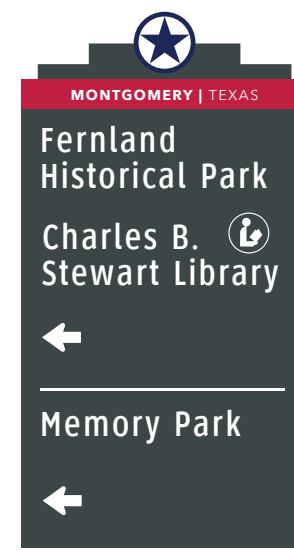 MONTGOMERY | TEXAS
Fernland
Historical Park
Charles B.
Stewart Library
Memory Park